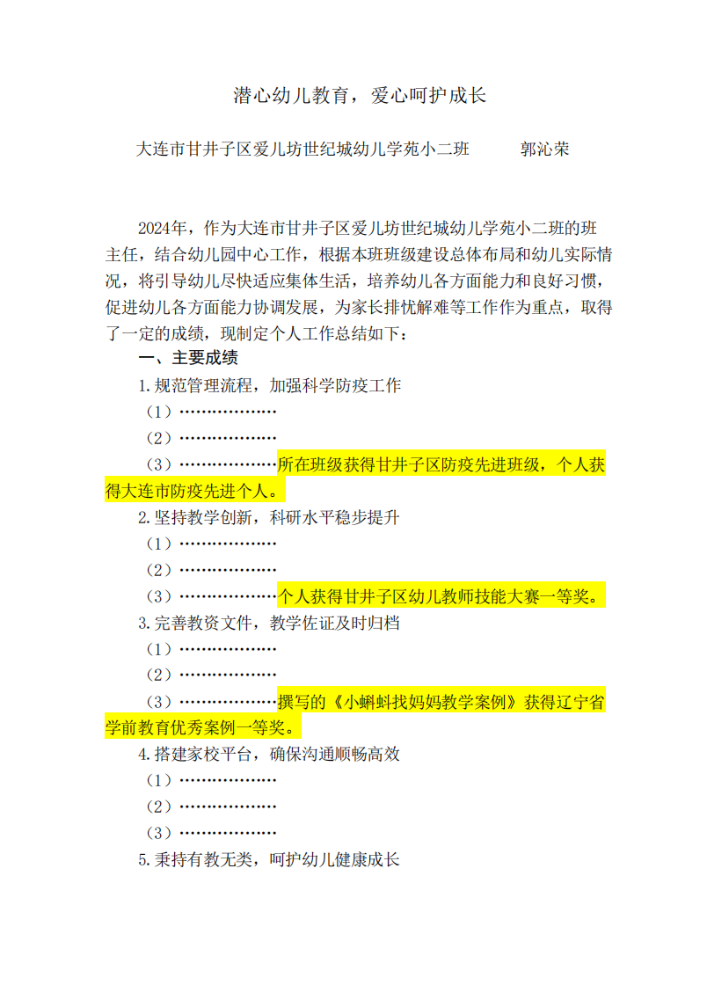 潜心幼儿教育，爱心呵护成长
大连市甘井子区爱儿坊世纪城幼儿学苑小二班 郭沁荣
2024年，作为大连市甘井子区爱儿坊世纪城幼儿学苑小二班的班
主任，结合幼儿园中心工作，根据本班班级建设总体布局和幼儿实际情
况，将引导幼儿尽快适应集体生活，培养幼儿各方面能力和良好习惯，
促进幼儿各方面能力协调发展，为家长排忧解难等工作作为重点，取得
了一定的成绩，现制定个人工作总结如下：
一、主要成绩
1.规范管理流程，加强科学防疫工作
（1）………………
（2）………………
（3）………………所在班级获得甘井子区防疫先进班级，个人获
得大连市防疫先进个人。
2.坚持教学创新，科研水平稳步提升
（1）………………
（2）………………
（3）………………个人获得甘井子区幼儿教师技能大赛一等奖。
3.完善教资文件，教学佐证及时归档
（1）………………
（2）………………
（3）………………撰写的《小蝌蚪找妈妈教学案例》获得辽宁省
学前教育优秀案例一等奖。
4.搭建家校平台，确保沟通顺畅高效
（1）………………
（2）………………
（3）………………
5.秉持有教无类，呵护幼儿健康成长